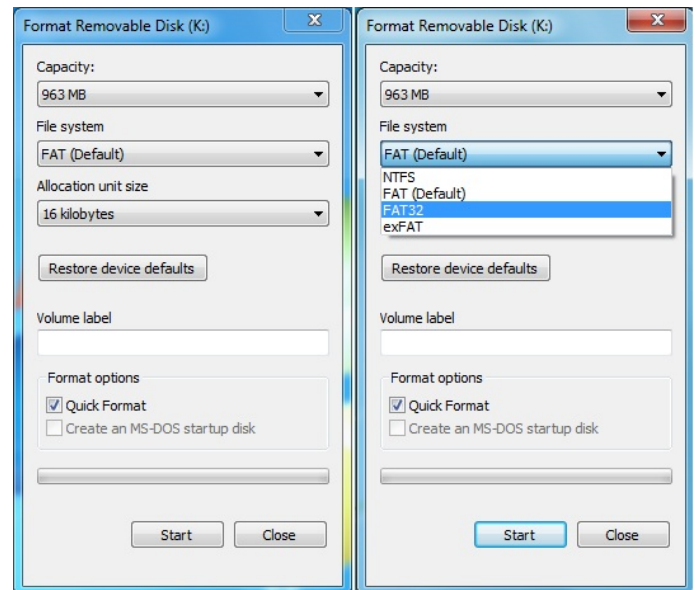 Format Removable Disk (K:)
Capacity:
963 MB
File system
FAT (Default)
Allocation unit size
16 kilobytes
Restore device defaults
Volume label
Format options
Quick Format
Create an MS-DOS startup disk
Start
Close
Format Removable Disk (K:)
Capacity:
963 MB
File system
FAT (Default)
NTFS
FAT (Default)
FAT32
exFAT
Restore device defaults
Volume label
Format options
Quick Format
Create an MS-DOS startup disk
Start
Close